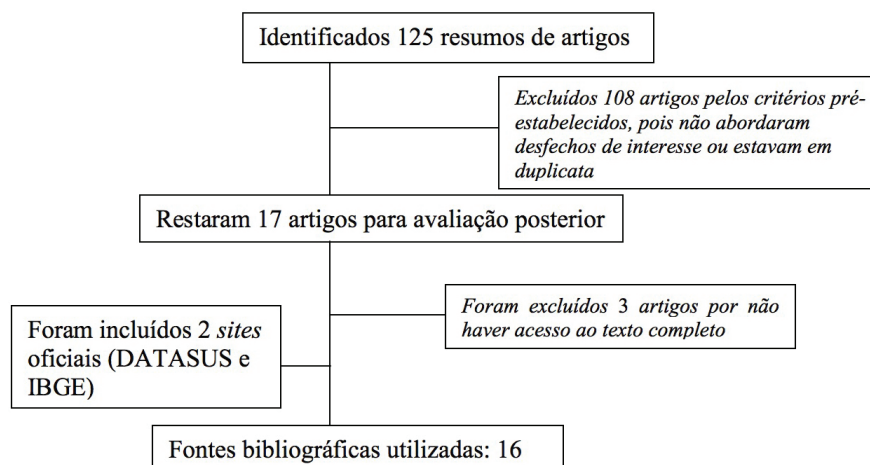 Identificados 125 resumos de artigos
Excluídos 108 artigos pelos critérios pré-
estabelecidos, pois não abordaram
desfechos de interesse ou estavam em
duplicata
Restaram 17 artigos para avaliação posterior
Foram excluídos 3 artigos por não
haver acesso ao texto completo
Foram incluídos 2 sites
oficiais (DATASUS e
IBGE)
Fontes bibliográficas utilizadas: 16